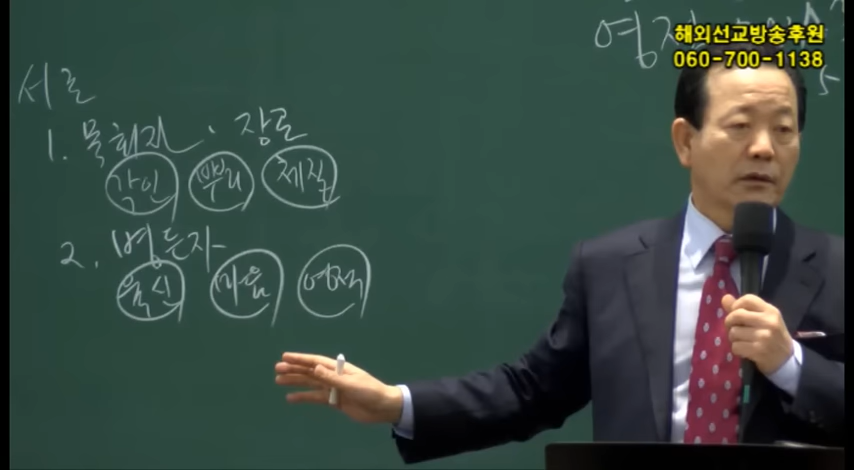 해외선교방송후원
060-700-1138
서론
1. 목회자 · 장로
각인 뿌리 체질
2. 병든자
육신 마음 영적